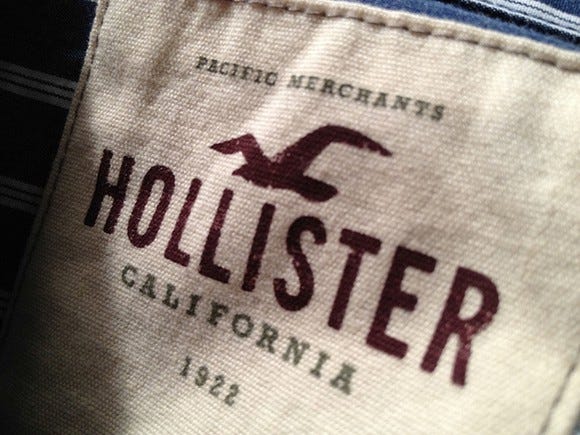 PACIFIC MERCHANTS
HOLLISTER
CALIFORNIA
1922